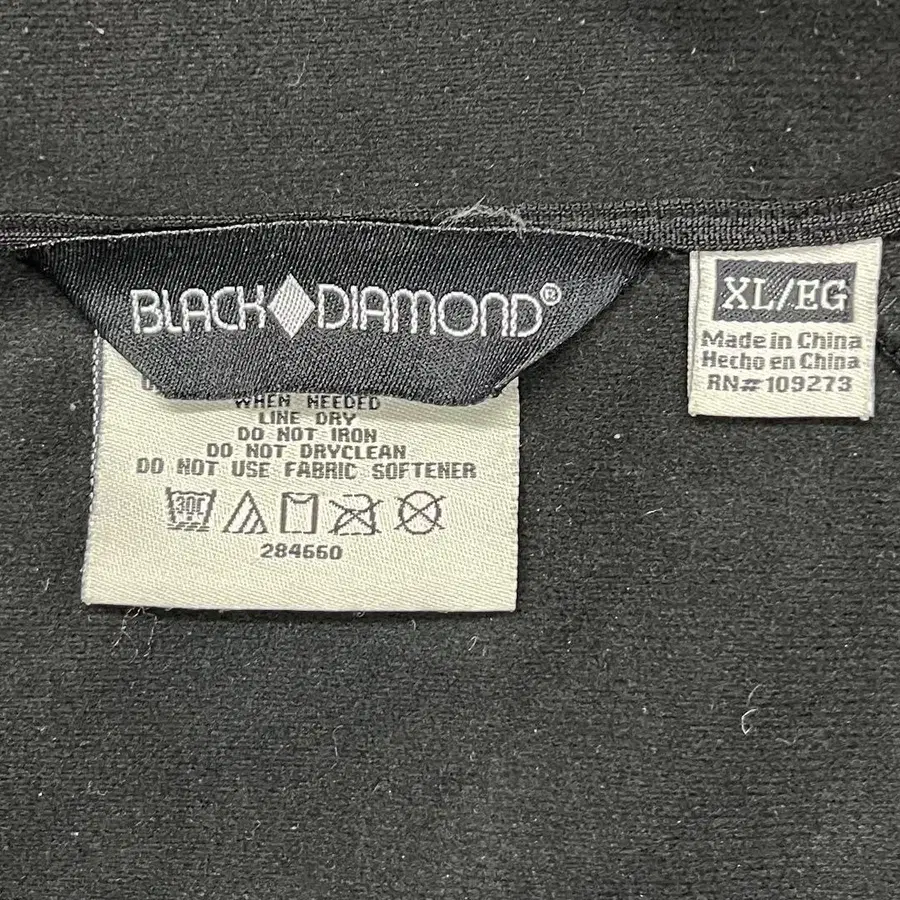 BLACK DIAMOND®
WHEN NEEDED
LINE DRY
DO NOT IRON
DO NOT DRYCLEAN
DO NOT USE FABRIC SOFTENER
30C
284660
XL/EG
Made in China
Hecho en China
RN#109273